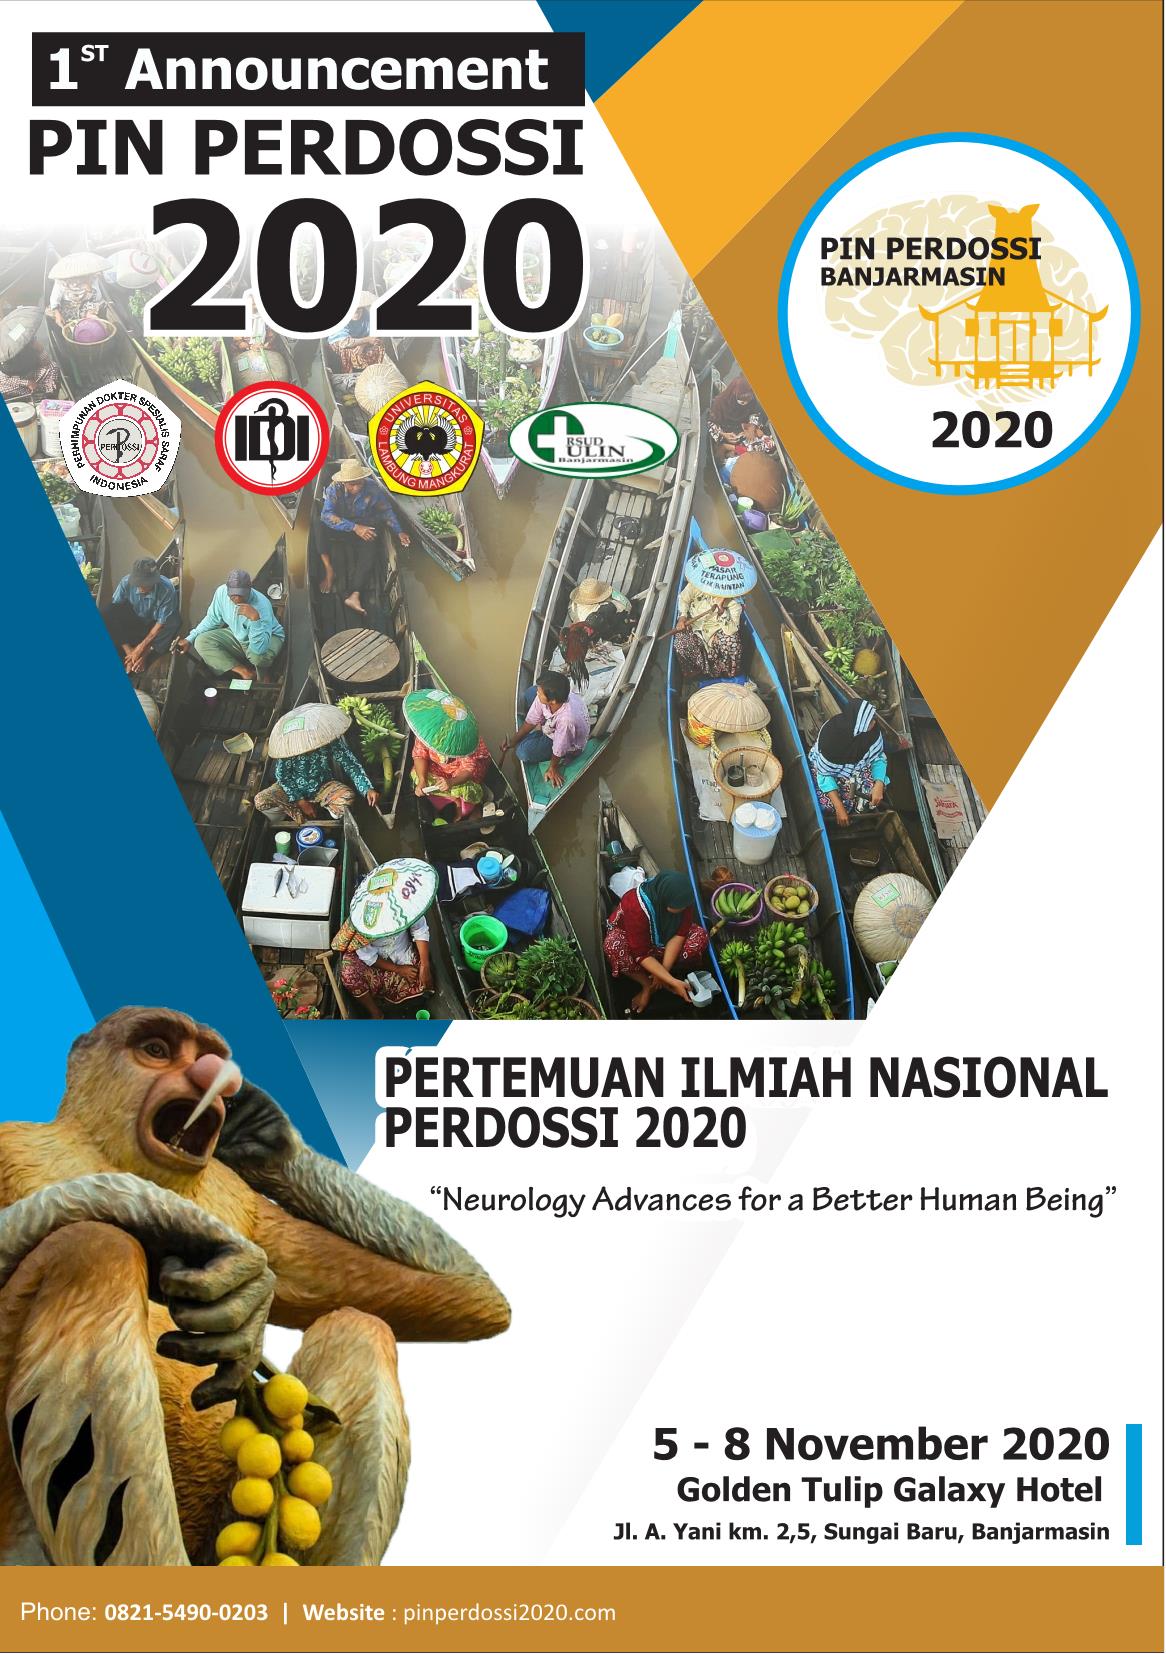 1ST Announcement
PIN PERDOSSI
2020
PIN PERDOSSI
BANJARMASIN
2020
PERHIMPUNAN DOKTER SPESIALIS SARAF
PERDOSSI
INDONESIA
IDI
UNIVERSITAS
LAMBUNG MANGKURAT
RSUD
ULIN
Banjarmasin
PASAR
TERAPUNG
PERTEMUAN ILMIAH NASIONAL
PERDOSSI 2020
“Neurology Advances for a Better Human Being”
5 - 8 November 2020
Golden Tulip Galaxy Hotel
Jl. A. Yani km. 2,5, Sungai Baru, Banjarmasin
Phone: 0821-5490-0203 | Website : pinperdossi2020.com